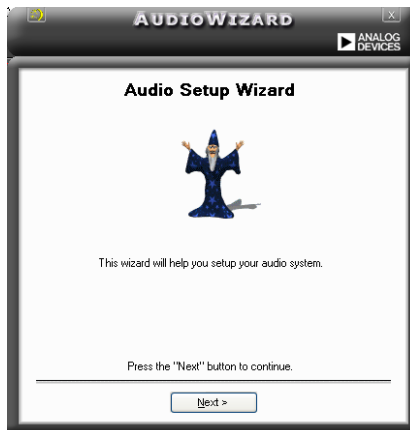 AUDIOWIZARD
X
ANALOG
DEVICES
Audio Setup Wizard
This wizard will help you setup your audio system.
Press the "Next" button to continue.
Next >